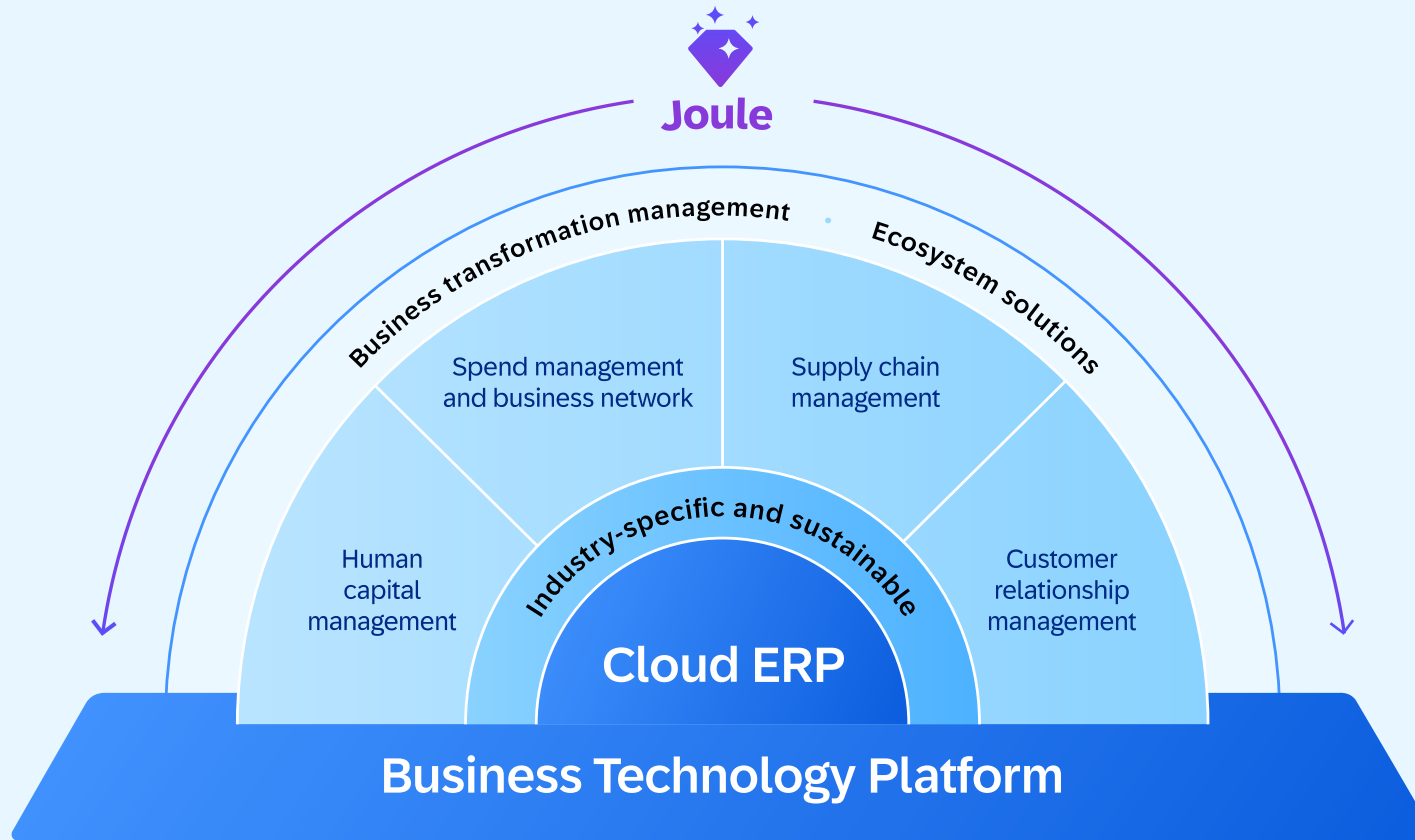 Joule
Business transformation management · Ecosystem solutions
Spend management
and business network
Supply chain
management
Human
capital
management
Customer
relationship
management
Industry-specific and sustainable
Cloud ERP
Business Technology Platform